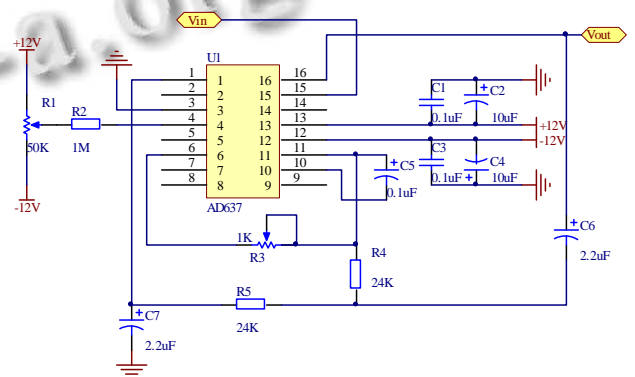 Vin
Vout
+12V
U1
1 1 16 16
2 2 15 15
3 3 14 14
4 4 13 13
5 5 12 12
6 6 11 11
7 7 10 10
8 8 9 9
AD637
R1
50K
-12V
R2
1M
C1
0.1uF
C2
10uF
+12V
-12V
C3
0.1uF
C4
10uF
C5
0.1uF
C6
2.2uF
1K
R3
R4
24K
R5
24K
C7
2.2uF